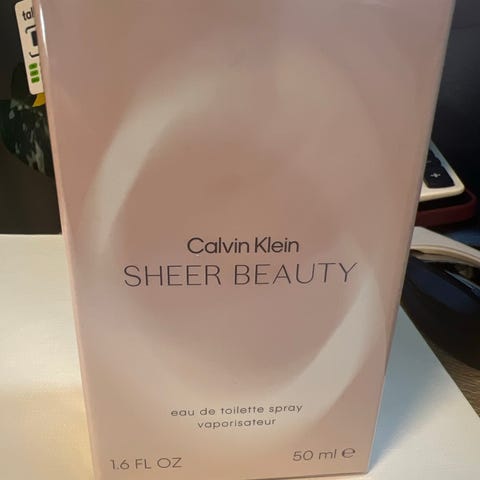 Calvin Klein
SHEER BEAUTY
eau de toilette spray
vaporisateur
1.6 FL OZ
50 ml ℮